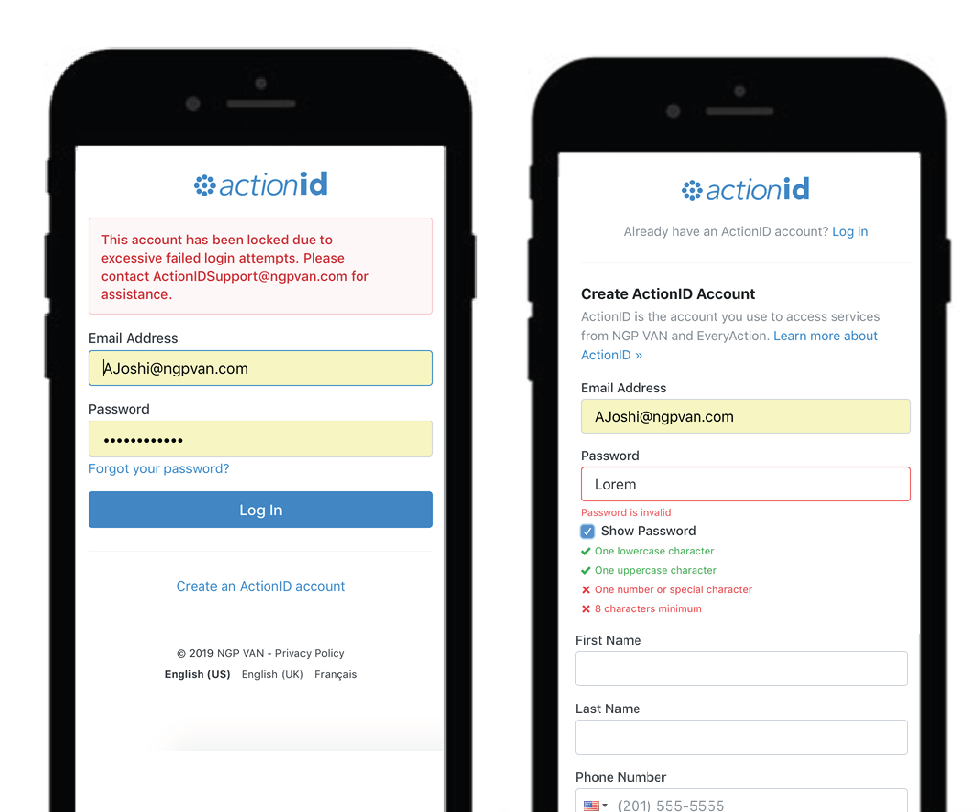 actionid
This account has been locked due to
excessive failed login attempts. Please
contact ActionIDSupport@ngpvan.com for
assistance.
Email Address
AJoshi@ngpvan.com
Password
••••••••••••
Forgot your password?
Log In
Create an ActionID account
© 2019 NGP VAN - Privacy Policy
English (US) English (UK) Français
actionid
Already have an ActionID account? Log in
Create ActionID Account
ActionID is the account you use to access services
from NGP VAN and EveryAction. Learn more about
ActionID »
Email Address
AJoshi@ngpvan.com
Password
Lorem
Password is invalid
Show Password
One lowercase character
One uppercase character
One number or special character
8 characters minimum
First Name
Last Name
Phone Number
(201) 555-5555